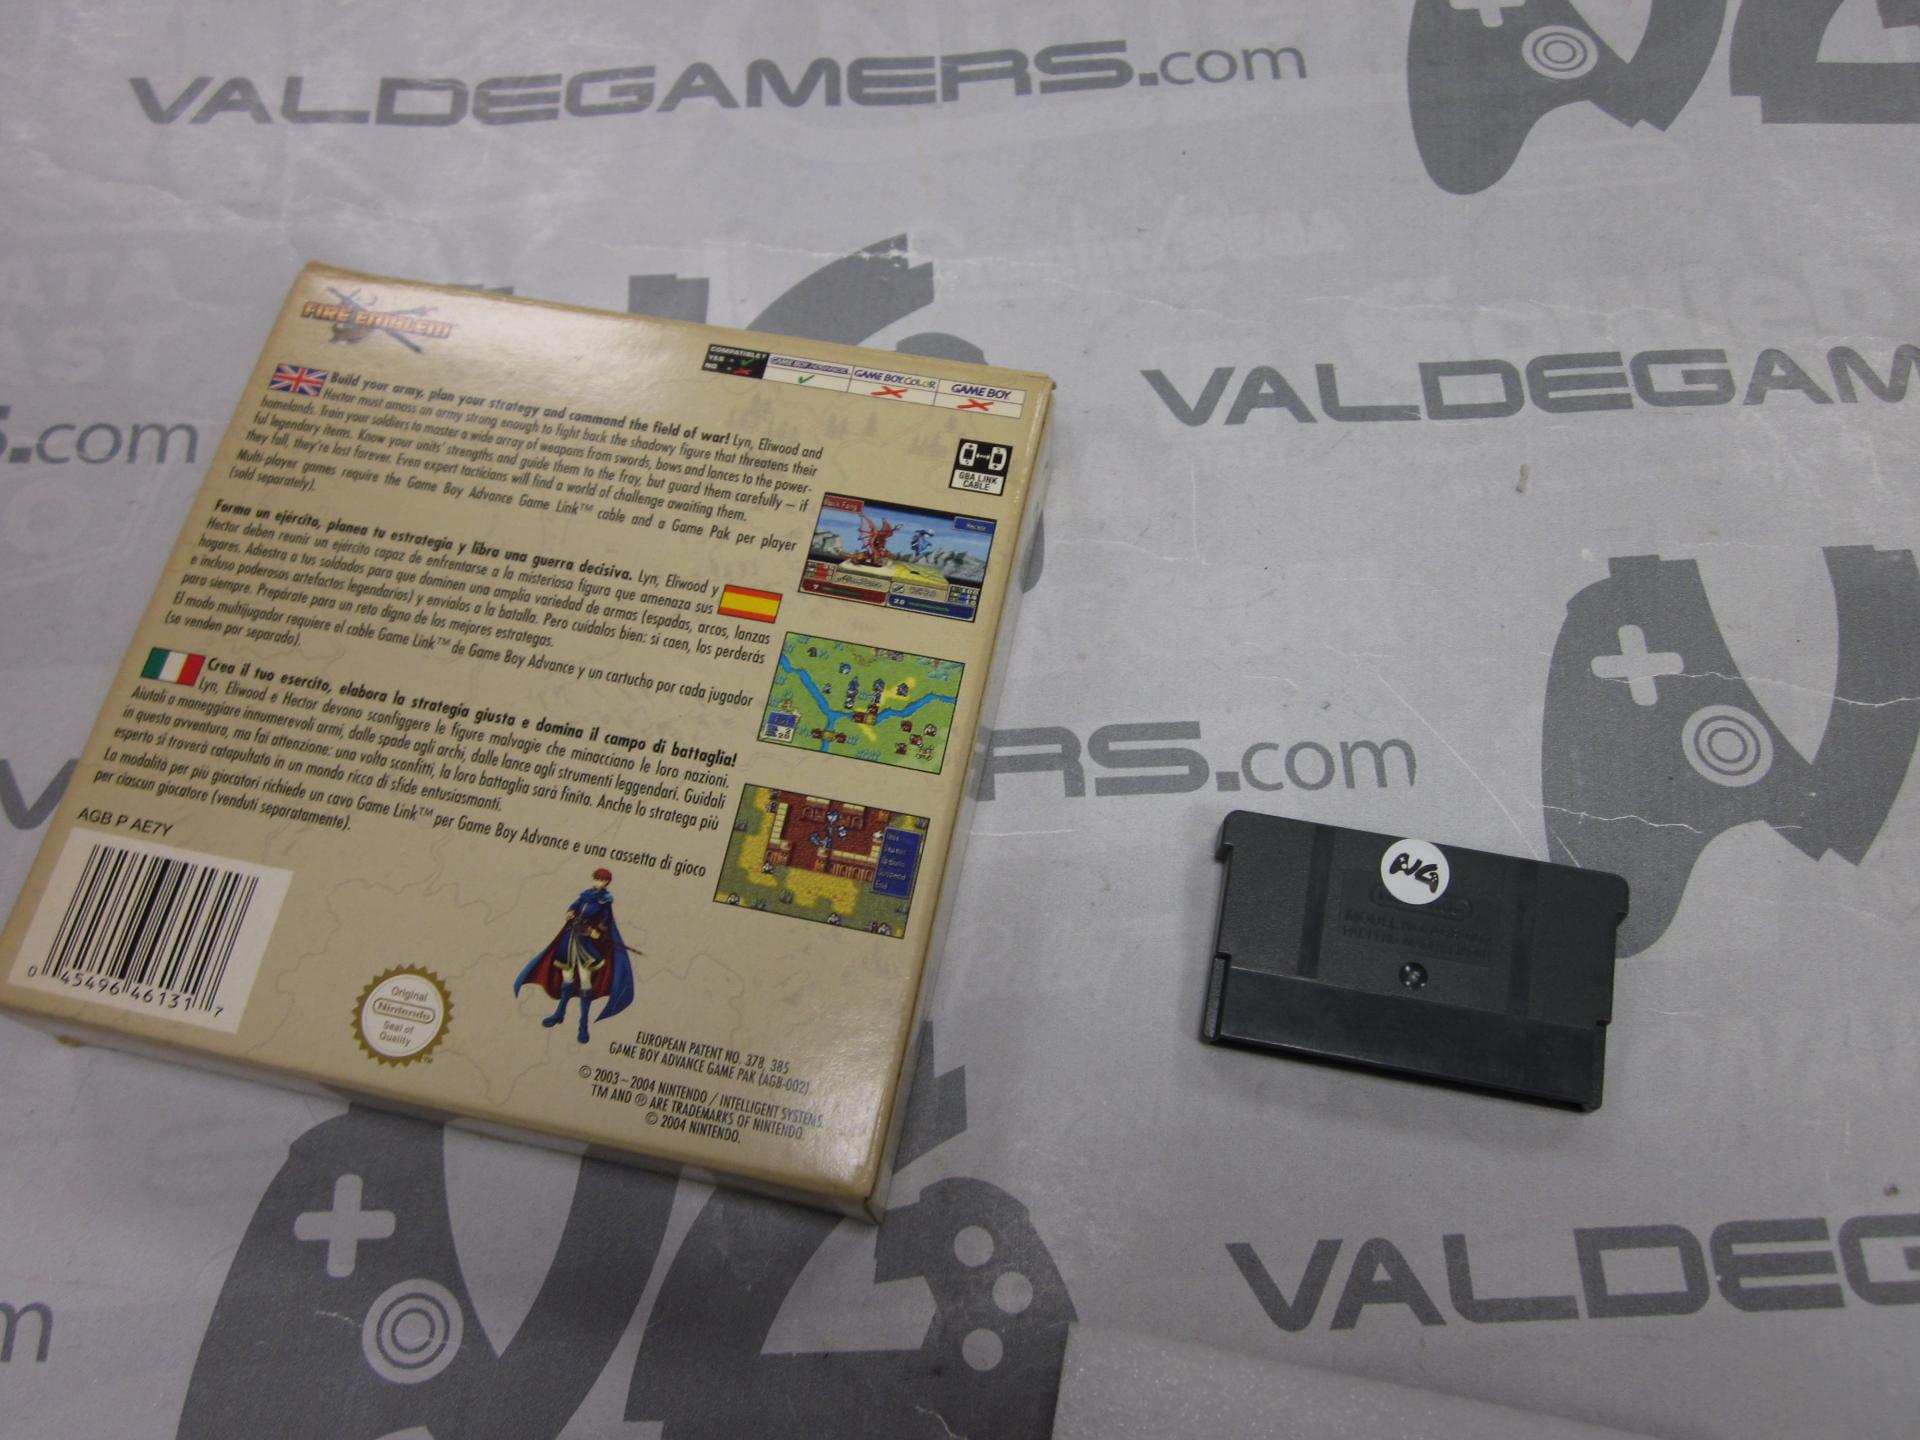 VALDEGAMERS.com
FIRE EMBLEM
COMPATIBLE?
YES =
NO =
GAME BOY ADVANCE
GAME BOY COLOR
GAME BOY
Build your army, plan your strategy and command the field of war! Lyn, Eliwood and
Hector must amass an army strong enough to fight back the shadowy figure that threatens their
homelands. Train your soldiers to master a wide array of weapons from swords, bows and lances to the power-
ful legendary items. Know your units' strengths and guide them to the fray, but guard them carefully – if
they fall, they're lost forever. Even expert tacticians will find a world of challenge awaiting them.
Multi-player games require the Game Boy Advance Game Link™ cable and a Game Pak per player
(sold separately).
GBA LINK
CABLE
Forma un ejército, planea tu estrategia y libra una guerra decisiva. Lyn, Eliwood y
Hector deben reunir un ejército capaz de enfrentarse a la misteriosa figura que amenaza sus
hogares. Adiestra a tus soldados para que dominen una amplia variedad de armas (espadas, arcos, lanzas
e incluso poderosos artefactos legendarios) y envíalos a la batalla. Pero cuídalos bien: si caen, los perderás
para siempre. Prepárate para un reto digno de los mejores estrategas.
El modo multijugador requiere el cable Game Link™ de Game Boy Advance y un cartucho por cada jugador
(se venden por separado).
Crea il tuo esercito, elabora la strategia giusta e domina il campo di battaglia!
Lyn, Eliwood e Hector devono sconfiggere le figure malvagie che minacciano le loro nazioni.
Aiutali a maneggiare innumerevoli armi, dalle spade agli archi, dalle lance agli strumenti leggendari. Guidali
in questa avventura, ma fai attenzione: una volta sconfitti, la loro battaglia sarà finita. Anche lo stratega più
esperto si troverà catapultato in un mondo ricco di sfide entusiasmanti.
La modalità per più giocatori richiede un cavo Game Link™ per Game Boy Advance e una cassetta di gioco
per ciascun giocatore (venduti separatamente).
AGB P AE7Y
0 45496 46131 7
Original
Nintendo
Seal of
Quality
TM
Hector
Suspend
End
EUROPEAN PATENT NO. 378, 385
GAME BOY ADVANCE GAME PAK (AGB-002)
© 2003–2004 NINTENDO / INTELLIGENT SYSTEMS.
TM AND ® ARE TRADEMARKS OF NINTENDO.
© 2004 NINTENDO.
S.com
VALDEGAM
RS.com
VALDEG
m